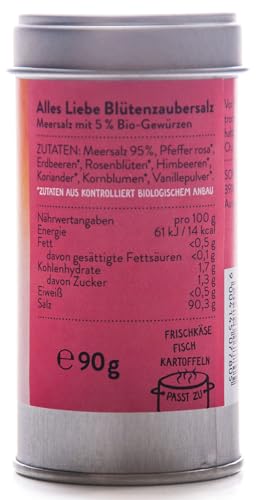 Alles Liebe Blütenzaubersalz
Meersalz mit 5 % Bio-Gewürzen
ZUTATEN: Meersalz 95%, Pfeffer rosa*,
Erdbeeren*, Rosenblüten*, Himbeeren*,
Koriander*, Kornblumen*, Vanillepulver*.
*ZUTATEN AUS KONTROLLIERT BIOLOGISCHEM ANBAU
Nährwertangaben pro 100 g
Energie 61 kJ / 14 kcal
Fett <0,5 g
davon gesättigte Fettsäuren <0,1 g
Kohlenhydrate 1,7 g
davon Zucker 1,3 g
Eiweiß <0,5 g
Salz 90,3 g
℮ 90 g
FRISCHKÄSE
FISCH
KARTOFFELN
PASST ZU